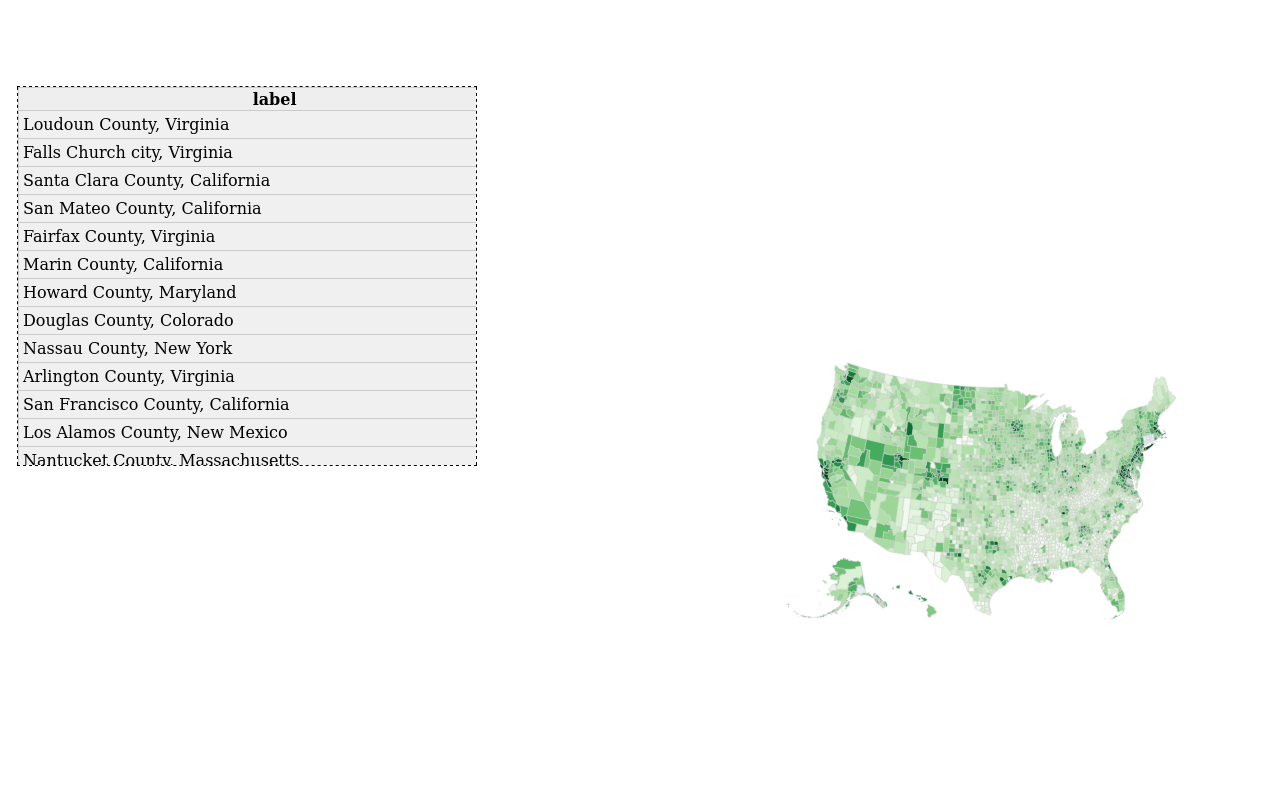 label
Loudoun County, Virginia
Falls Church city, Virginia
Santa Clara County, California
San Mateo County, California
Fairfax County, Virginia
Marin County, California
Howard County, Maryland
Douglas County, Colorado
Nassau County, New York
Arlington County, Virginia
San Francisco County, California
Los Alamos County, New Mexico
Nantucket County, Massachusetts